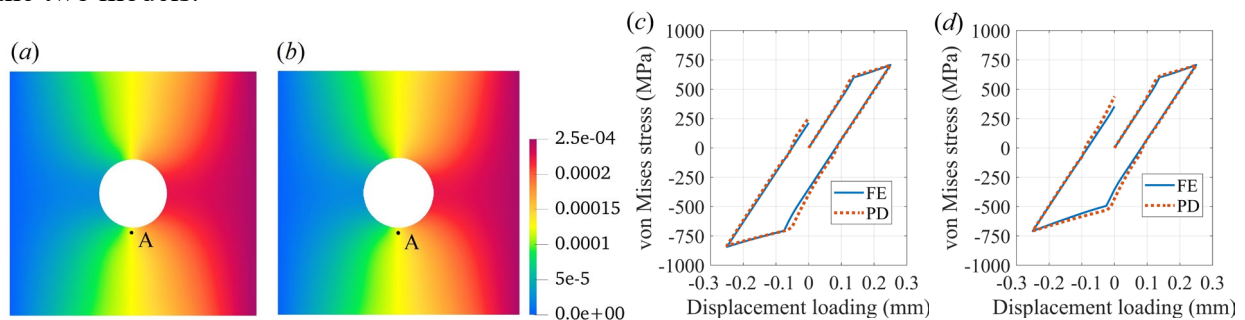 (a)
(b)
A
A
2.5e-04
0.0002
0.00015
0.0001
5e-5
0.0e+00
(c)
von Mises stress (MPa)
1000
750
500
250
0
-250
-500
-750
-1000
FE
PD
-0.3 -0.2 -0.1 0 0.1 0.2 0.3
Displacement loading (mm)
(d)
von Mises stress (MPa)
1000
750
500
250
0
-250
-500
-750
-1000
FE
PD
-0.3 -0.2 -0.1 0 0.1 0.2 0.3
Displacement loading (mm)